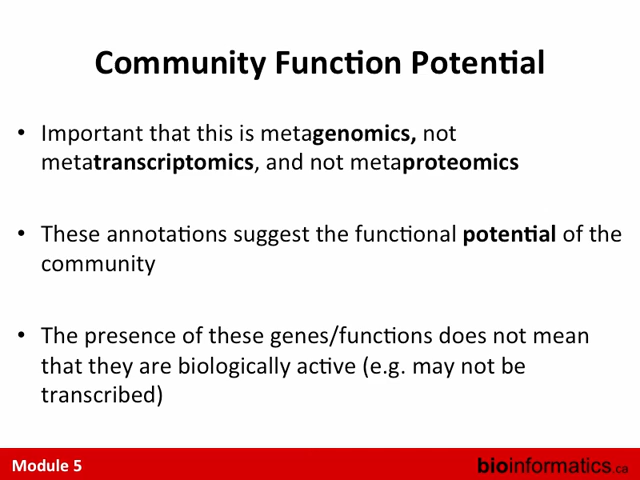 Community Function Potential
• Important that this is metagenomics, not
metatranscriptomics, and not metaproteomics
• These annotations suggest the functional potential of the
community
• The presence of these genes/functions does not mean
that they are biologically active (e.g. may not be
transcribed)
Module 5
bioinformatics.ca